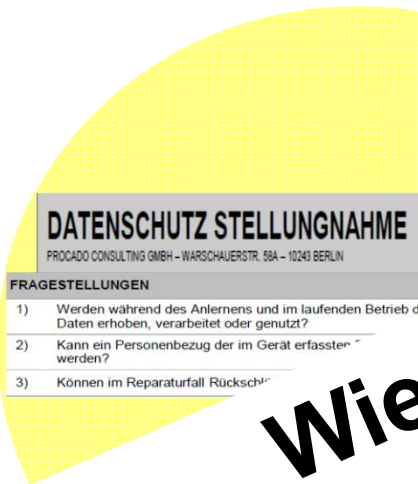 DATENSCHUTZ STELLUNGNAHME
PROCADO CONSULTING GMBH – WARSCHAUERSTR. 58A – 10243 BERLIN
FRAGESTELLUNGEN
1) Werden während des Anlernens und im laufenden Betrieb
Daten erhoben, verarbeitet oder genutzt?
2) Kann ein Personenbezug der im Gerät erfassten
werden?
3) Können im Reparaturfall
Wie